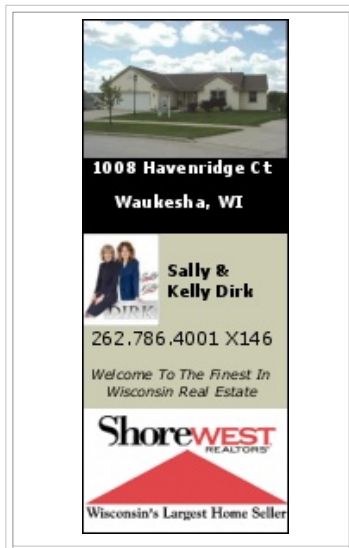 1008 Havenridge Ct
Waukesha, WI
Sally &
Kelly Dirk
DIRK
262.786.4001 X146
Welcome To The Finest In
Wisconsin Real Estate
Shorewest
REALTORS®
Wisconsin's Largest Home Seller